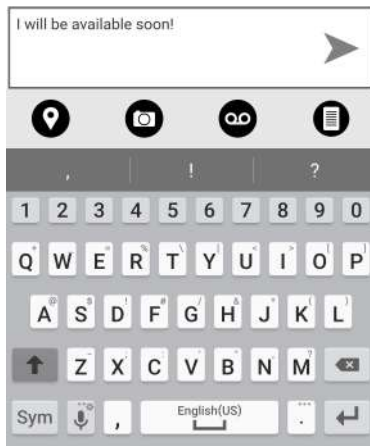 I will be available soon!
, ! ?
1 2 3 4 5 6 7 8 9 0
Q W E R T Y U I O P
A S D F G H J K L
Z X C V B N M
Sym , English(US) .